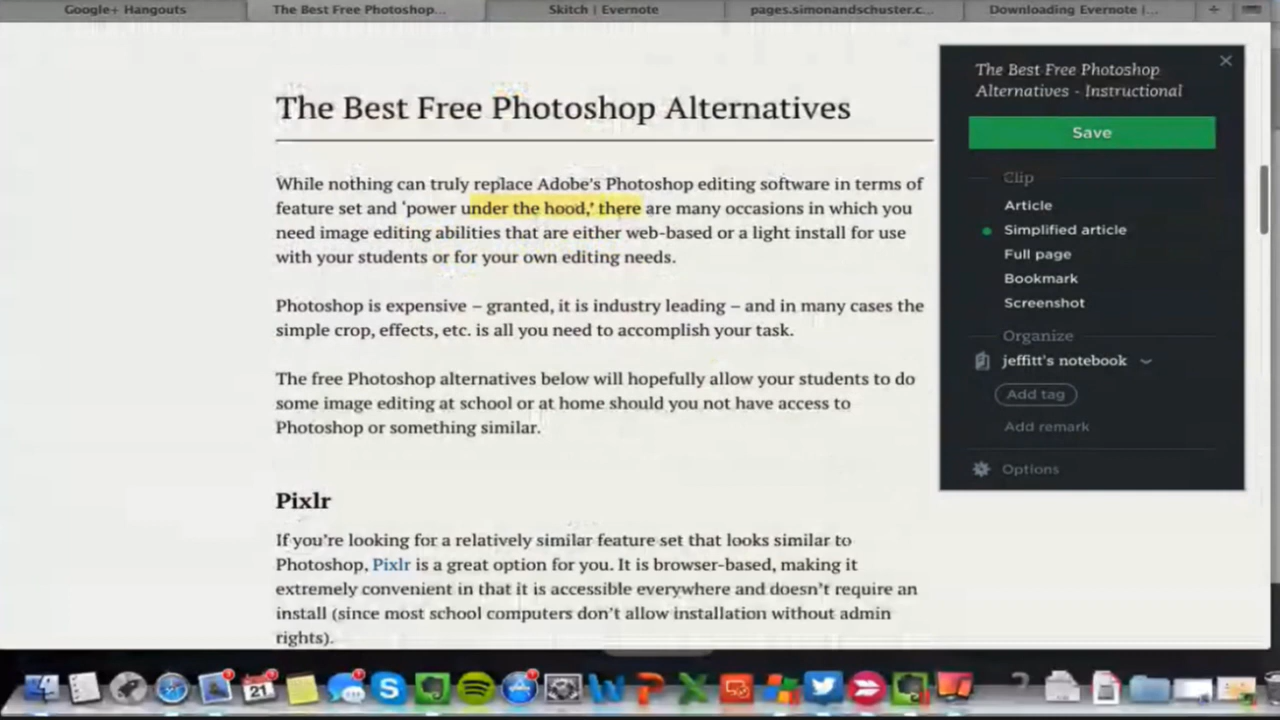 Google+ Hangouts
The Best Free Photoshop...
Skitch | Evernote
pages.simonandschuster.c...
Downloading Evernote |...
The Best Free Photoshop Alternatives
While nothing can truly replace Adobe's Photoshop editing software in terms of
feature set and 'power under the hood,' there are many occasions in which you
need image editing abilities that are either web-based or a light install for use
with your students or for your own editing needs.
Photoshop is expensive – granted, it is industry leading – and in many cases the
simple crop, effects, etc. is all you need to accomplish your task.
The free Photoshop alternatives below will hopefully allow your students to do
some image editing at school or at home should you not have access to
Photoshop or something similar.
Pixlr
If you're looking for a relatively similar feature set that looks similar to
Photoshop, Pixlr is a great option for you. It is browser-based, making it
extremely convenient in that it is accessible everywhere and doesn't require an
install (since most school computers don't allow installation without admin
rights).
The Best Free Photoshop
Alternatives - Instructional
Save
Clip
Article
Simplified article
Full page
Bookmark
Screenshot
Organize
jeffitt's notebook
Add tag
Add remark
Options
21